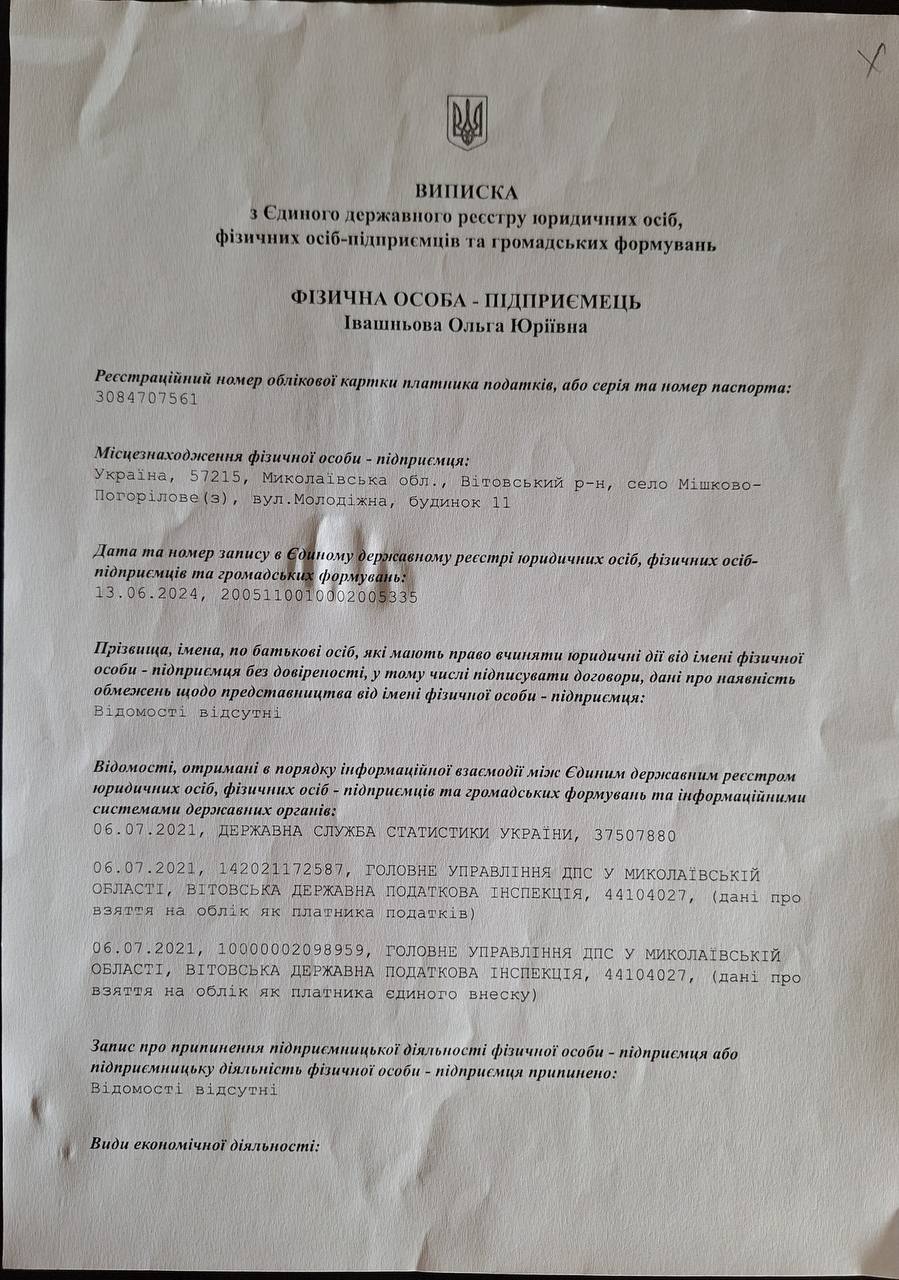 ВИПИСКА
з Єдиного державного реєстру юридичних осіб,
фізичних осіб-підприємців та громадських формувань
ФІЗИЧНА ОСОБА - ПІДПРИЄМЕЦЬ
Івашньова Ольга Юріївна
Реєстраційний номер облікової картки платника податків, або серія та номер паспорта:
3084707561
Місцезнаходження фізичної особи - підприємця:
Україна, 57215, Миколаївська обл., Вітовський р-н, село Мішково-
Погорілове(з), вул.Молодіжна, будинок 11
Дата та номер запису в Єдиному державному реєстрі юридичних осіб, фізичних осіб-
підприємців та громадських формувань:
13.06.2024, 2005110010002005335
Прізвища, імена, по батькові осіб, які мають право вчиняти юридичні дії від імені фізичної
особи - підприємця без довіреності, у тому числі підписувати договори, дані про наявність
обмежень щодо представництва від імені фізичної особи - підприємця:
Відомості відсутні
Відомості, отримані в порядку інформаційної взаємодії між Єдиним державним реєстром
юридичних осіб, фізичних осіб - підприємців та громадських формувань та інформаційними
системами державних органів:
06.07.2021, ДЕРЖАВНА СЛУЖБА СТАТИСТИКИ УКРАЇНИ, 37507880
06.07.2021, 142021172587, ГОЛОВНЕ УПРАВЛІННЯ ДПС У МИКОЛАЇВСЬКІЙ
ОБЛАСТІ, ВІТОВСЬКА ДЕРЖАВНА ПОДАТКОВА ІНСПЕКЦІЯ, 44104027, (дані про
взяття на облік як платника податків)
06.07.2021, 10000002098959, ГОЛОВНЕ УПРАВЛІННЯ ДПС У МИКОЛАЇВСЬКІЙ
ОБЛАСТІ, ВІТОВСЬКА ДЕРЖАВНА ПОДАТКОВА ІНСПЕКЦІЯ, 44104027, (дані про
взяття на облік як платника єдиного внеску)
Запис про припинення підприємницької діяльності фізичної особи - підприємця або
підприємницьку діяльність фізичної особи - підприємця припинено:
Відомості відсутні
Види економічної діяльності: